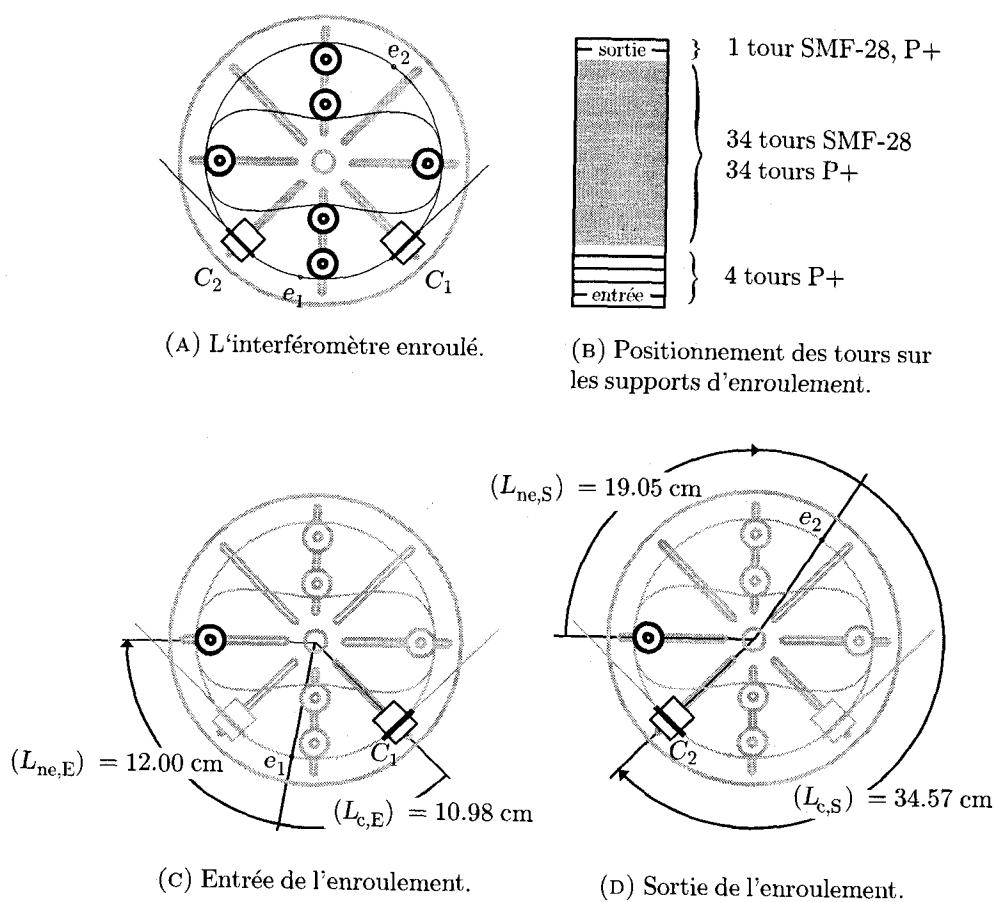 e2
C2
e1
C1
(A) L'interféromètre enroulé.
sortie
} 1 tour SMF-28, P+
34 tours SMF-28
34 tours P+
entrée
} 4 tours P+
(B) Positionnement des tours sur
les supports d'enroulement.
(Lne,E) = 12.00 cm
e1
C1
(Lc,E) = 10.98 cm
(C) Entrée de l'enroulement.
(Lne,S) = 19.05 cm
e2
C2
(Lc,S) = 34.57 cm
(D) Sortie de l'enroulement.